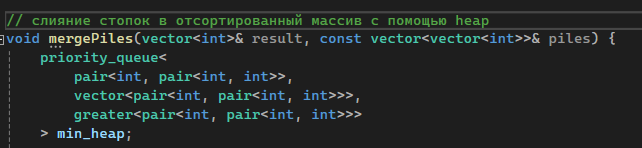 // слияние стопок в отсортированный массив с помощью heap
void mergePiles(vector<int>& result, const vector<vector<int>>& piles) {
    priority_queue<
        pair<int, pair<int, int>>,
        vector<pair<int, pair<int, int>>>,
        greater<pair<int, pair<int, int>>>
    > min_heap;